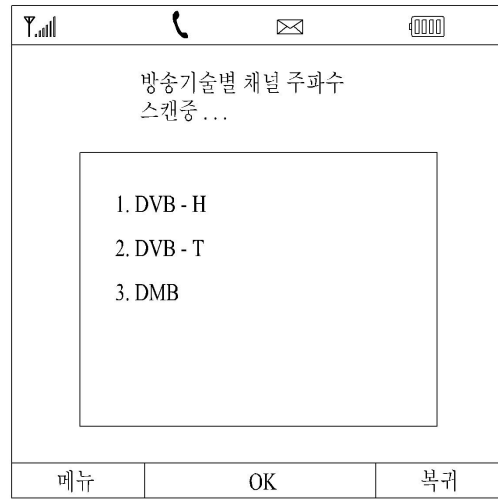 방송기술별 채널 주파수
스캔중 . . .
1. DVB - H
2. DVB - T
3. DMB
메뉴 OK 복귀